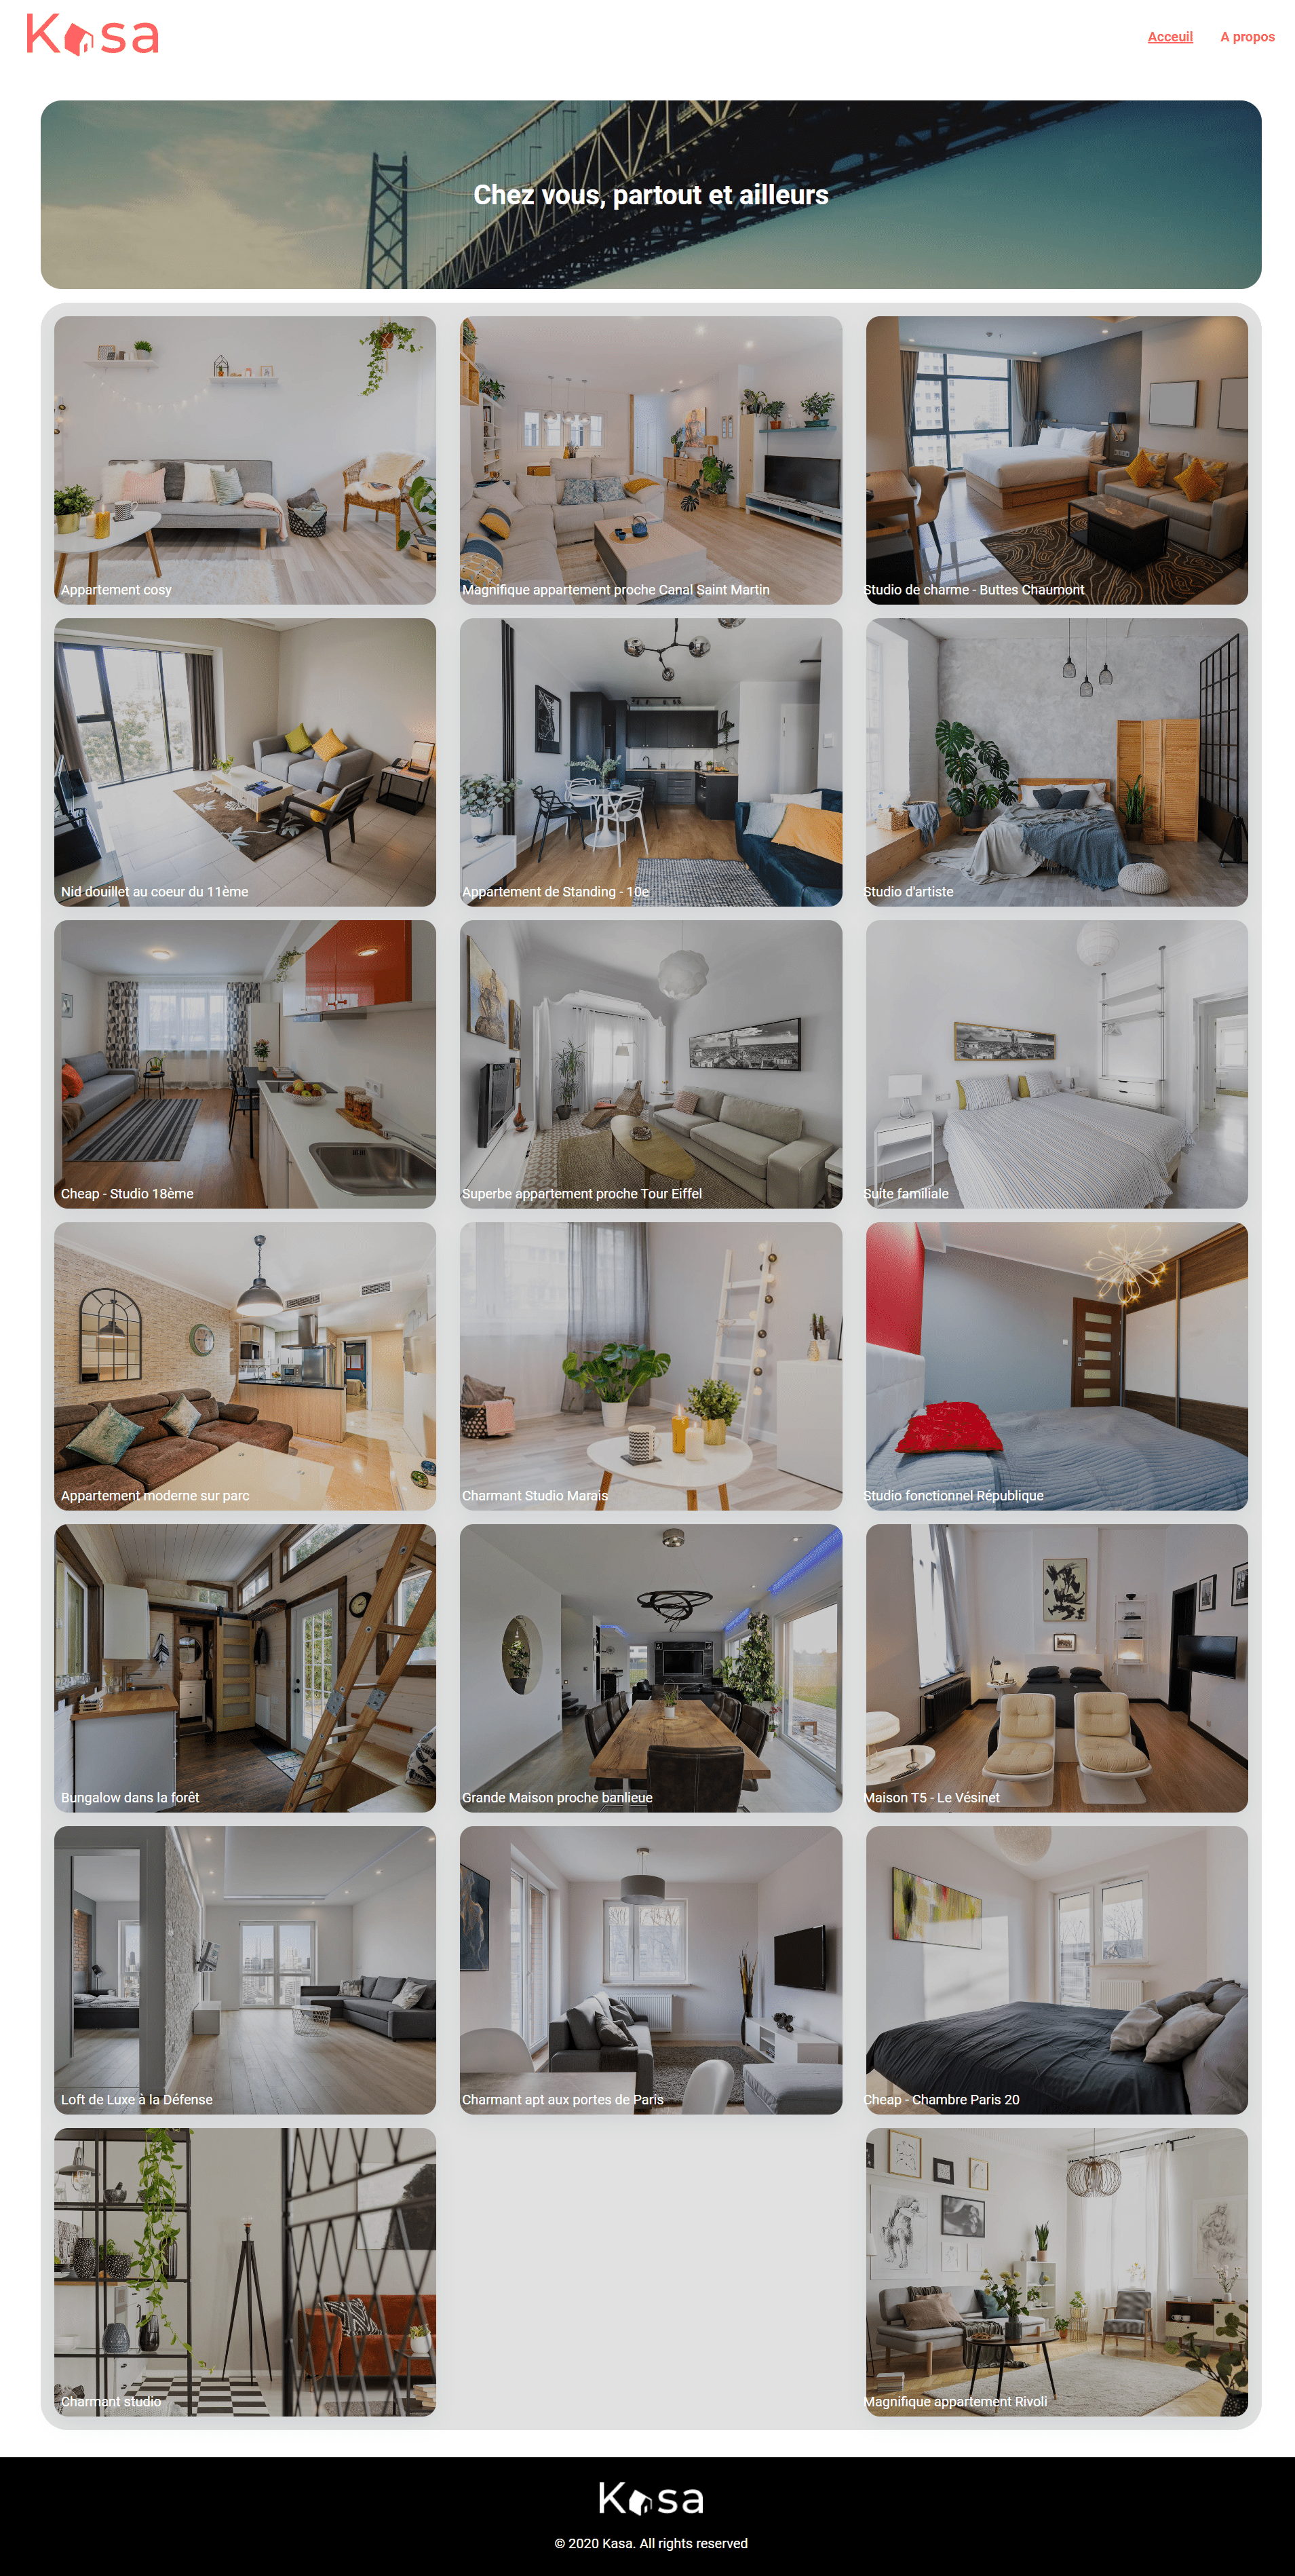 Kasa
Acceuil
A propos
Chez vous, partout et ailleurs
Appartement cosy
Magnifique appartement proche Canal Saint Martin
Studio de charme - Buttes Chaumont
Nid douillet au coeur du 11ème
Appartement de Standing - 10e
Studio d'artiste
Cheap - Studio 18ème
Superbe appartement proche Tour Eiffel
Suite familiale
Appartement moderne sur parc
Charmant Studio Marais
Studio fonctionnel République
Bungalow dans la forêt
Grande Maison proche banlieue
Maison T5 - Le Vésinet
Loft de Luxe à la Défense
Charmant apt aux portes de Paris
Cheap - Chambre Paris 20
Charmant studio
Magnifique appartement Rivoli
Kasa
© 2020 Kasa. All rights reserved